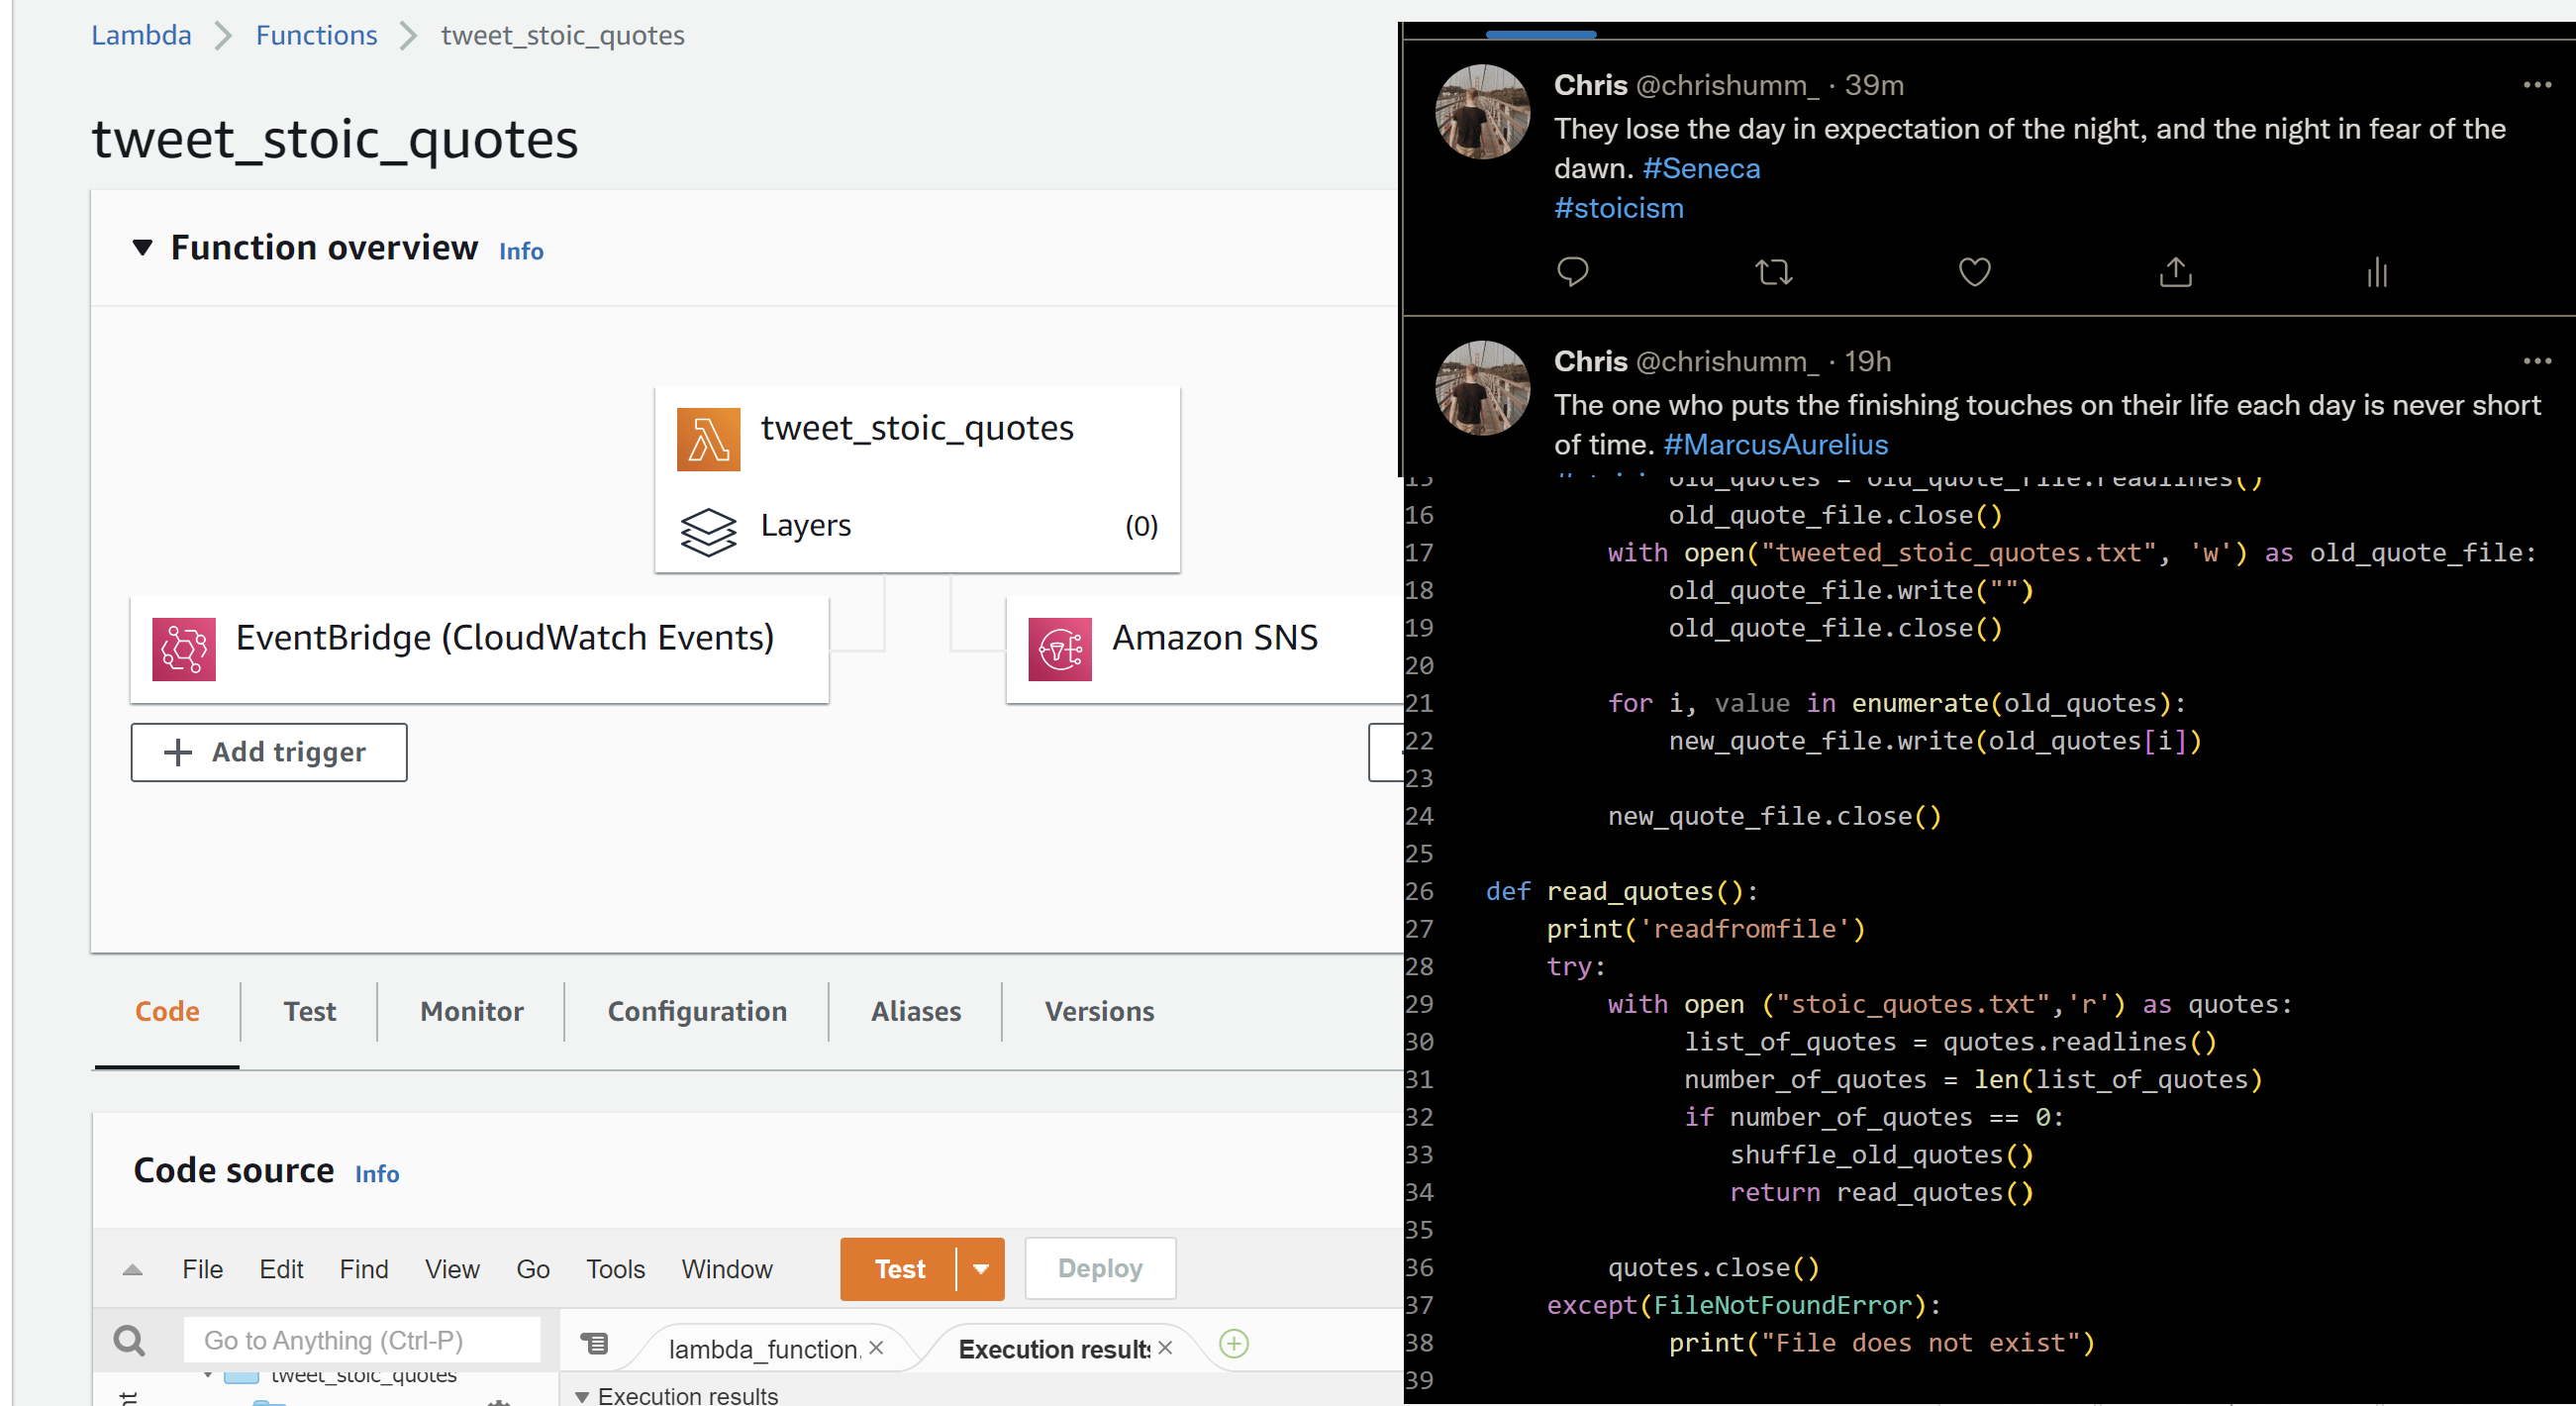 Lambda > Functions > tweet_stoic_quotes
tweet_stoic_quotes
Function overview Info
tweet_stoic_quotes
Layers (0)
EventBridge (CloudWatch Events)
Amazon SNS
+ Add trigger
Code Test Monitor Configuration Aliases Versions
Code source Info
File Edit Find View Go Tools Window Test Deploy
Go to Anything (Ctrl-P)
lambda_function. × Execution results ×
tweet_stoic_quotes
Execution results
Chris @chrishumm_ · 39m
They lose the day in expectation of the night, and the night in fear of the
dawn. #Seneca
#stoicism
Chris @chrishumm_ · 19h
The one who puts the finishing touches on their life each day is never short
of time. #MarcusAurelius
15 old_quotes = old_quote_file.readlines()
16 old_quote_file.close()
17 with open("tweeted_stoic_quotes.txt", 'w') as old_quote_file:
18 old_quote_file.write("")
19 old_quote_file.close()
20
21 for i, value in enumerate(old_quotes):
22 new_quote_file.write(old_quotes[i])
23
24 new_quote_file.close()
25
26 def read_quotes():
27 print('readfromfile')
28 try:
29 with open ("stoic_quotes.txt",'r') as quotes:
30 list_of_quotes = quotes.readlines()
31 number_of_quotes = len(list_of_quotes)
32 if number_of_quotes == 0:
33 shuffle_old_quotes()
34 return read_quotes()
35
36 quotes.close()
37 except(FileNotFoundError):
38 print("File does not exist")
39